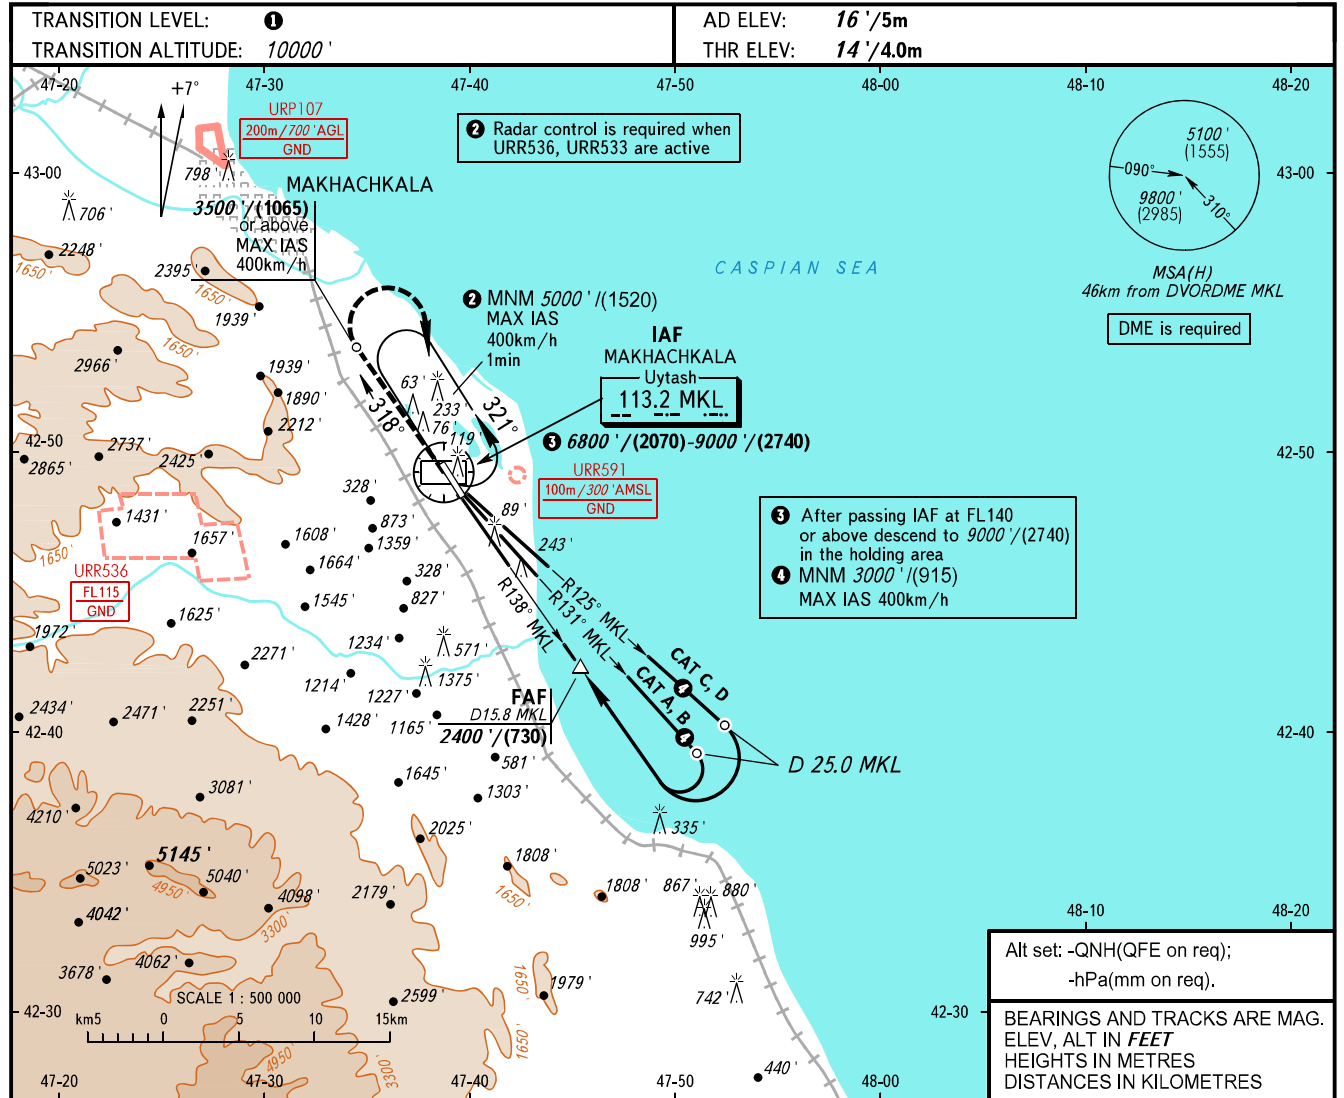 TRANSITION LEVEL: ❶
TRANSITION ALTITUDE: 10000 '
AD ELEV: 16 '/5m
THR ELEV: 14 '/4.0m
47-20
47-30
47-40
47-50
48-00
48-10
48-20
+7°
URP107
200m/700 'AGL
GND
❷ Radar control is required when
URR536, URR533 are active
5100 '
(1555)
090°
9800 '
(2985)
310°
43-00
43-00
798 '
MAKHACHKALA
706 '
3500 '/(1065)
or above
MAX IAS
400km/h
2248 '
1650 '
2395 '
1650 '
1939 '
CASPIAN SEA
MSA(H)
46km from DVORDME MKL
DME is required
❷ MNM 5000 '/(1520)
MAX IAS
400km/h
1min
IAF
MAKHACHKALA
Uytash
113.2 MKL
1650 '
2966 '
1939 '
1890 '
63 '
233 '
76 '
119 '
318°
321°
2212 '
❸ 6800 '/(2070)-9000 '/(2740)
42-50
42-50
2737 '
2425 '
2865 '
URR591
100m/300 'AMSL
GND
328 '
89 '
1431 '
873 '
243 '
1608 '
1359 '
1657 '
1650 '
1664 '
328 '
❸ After passing IAF at FL140
or above descend to 9000 '/(2740)
in the holding area
❹ MNM 3000 '/(915)
MAX IAS 400km/h
URR536
FL115
GND
R125° MKL
R131° MKL
R138° MKL
1545 '
827 '
1625 '
1972 '
1234 '
571 '
2271 '
1214 '
1375 '
1227 '
CAT C, D
❹
CAT A, B
❹
FAF
D15.8 MKL
2400 '/(730)
2434 '
2471 '
2251 '
1428 '
1165 '
42-40
42-40
581 '
D 25.0 MKL
1645 '
1303 '
3081 '
4210 '
2025 '
335 '
5145 '
5023 '
5040 '
4950 '
1808 '
1650 '
1808 '
867 '
880 '
995 '
4098 '
2179 '
3300 '
4042 '
48-10
48-20
4062 '
3678 '
1650 '
1979 '
742 '
Alt set: -QNH(QFE on req);
-hPa(mm on req).
SCALE 1 : 500 000
km5 0 5 10 15km
2599 '
42-30
42-30
1650 '
4950 '
3300 '
440 '
BEARINGS AND TRACKS ARE MAG.
ELEV, ALT IN FEET
HEIGHTS IN METRES
DISTANCES IN KILOMETRES
47-20
47-30
47-40
47-50
48-00